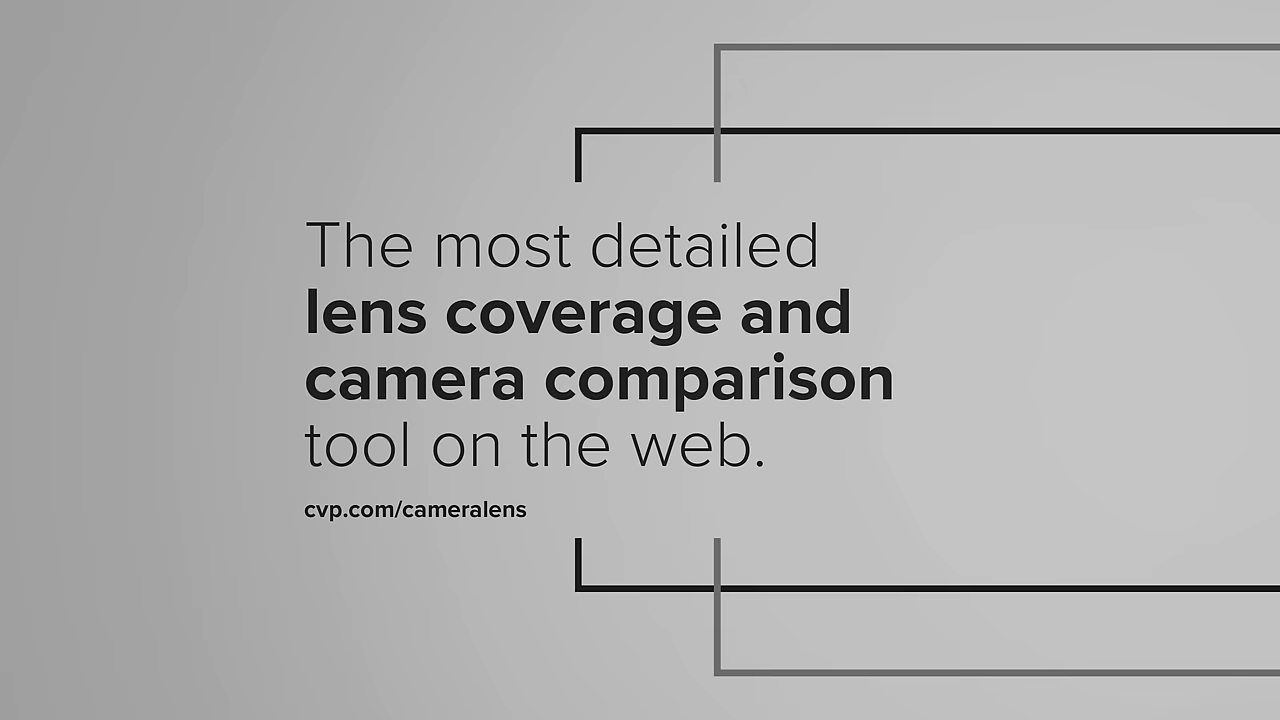 The most detailed
lens coverage and
camera comparison
tool on the web.
cvp.com/cameralens